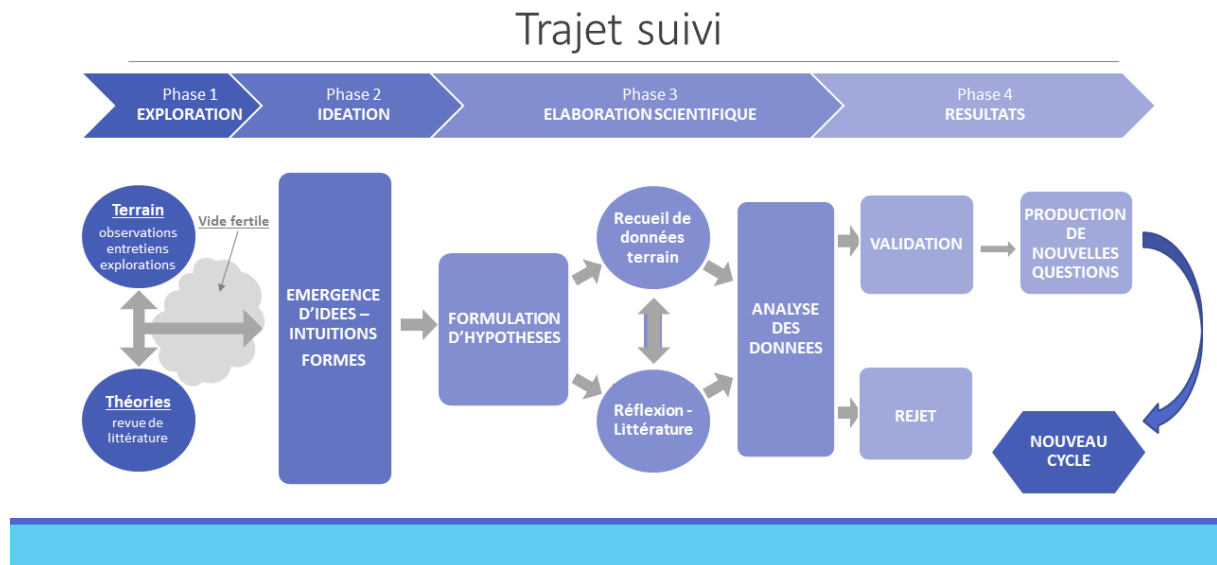 Trajet suivi
Phase 1
EXPLORATION
Phase 2
IDEATION
Phase 3
ELABORATION SCIENTIFIQUE
Phase 4
RESULTATS
Terrain
observations
entretiens
explorations
Vide fertile
Théories
revue de
littérature
EMERGENCE
D'IDEES –
INTUITIONS
FORMES
FORMULATION
D'HYPOTHESES
Recueil de
données
terrain
Réflexion -
Littérature
ANALYSE
DES
DONNEES
VALIDATION
REJET
PRODUCTION
DE
NOUVELLES
QUESTIONS
NOUVEAU
CYCLE